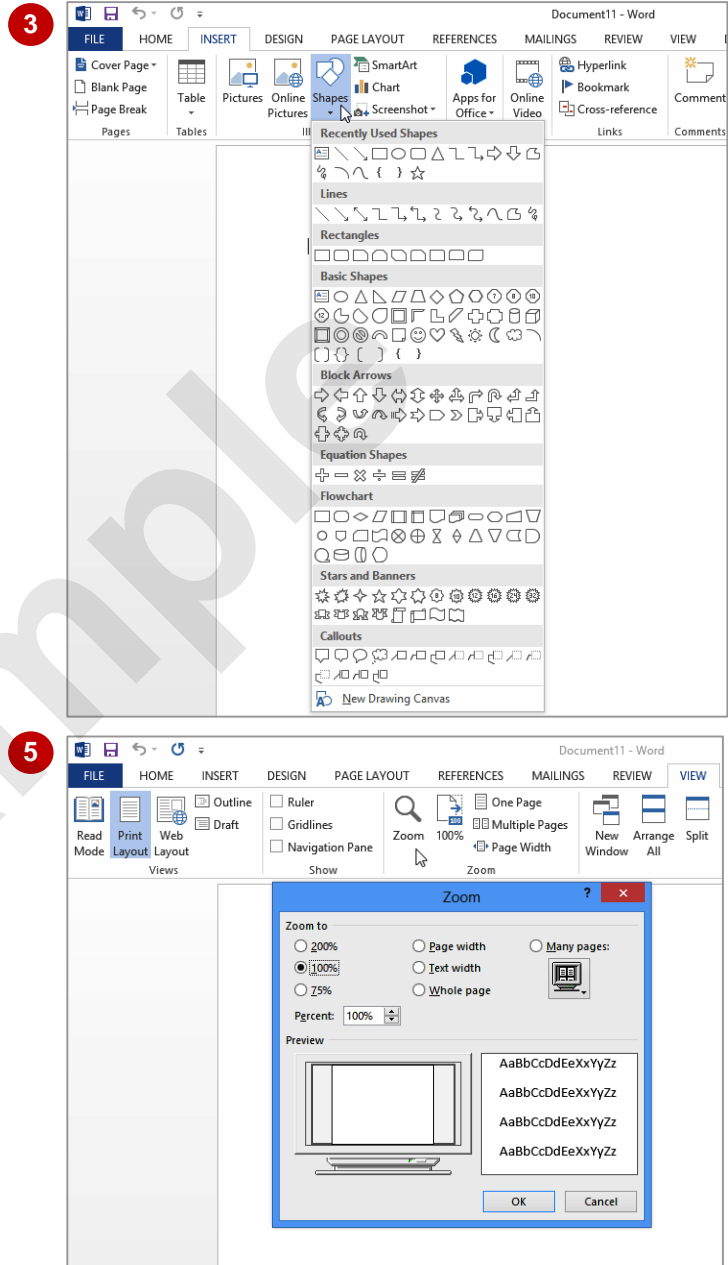 3
Document11 - Word
FILE HOME INSERT DESIGN PAGE LAYOUT REFERENCES MAILINGS REVIEW VIEW
Cover Page
Blank Page
Page Break
Pages
Table
Tables
Pictures
Online Pictures
Shapes
SmartArt
Chart
Screenshot
Apps for Office
Online Video
Hyperlink
Bookmark
Cross-reference
Links
Comment
Comments
Recently Used Shapes
Lines
Rectangles
Basic Shapes
Block Arrows
Equation Shapes
Flowchart
Stars and Banners
Callouts
New Drawing Canvas
5
Document11 - Word
FILE HOME INSERT DESIGN PAGE LAYOUT REFERENCES MAILINGS REVIEW VIEW
Read Mode
Print Layout
Web Layout
Outline
Draft
Views
Ruler
Gridlines
Navigation Pane
Show
Zoom
100%
One Page
Multiple Pages
Page Width
Zoom
New Window
Arrange All
Split
Zoom ?
Zoom to
200% Page width Many pages:
100% Text width
75% Whole page
Percent: 100%
Preview
AaBbCcDdEeXxYyZz
AaBbCcDdEeXxYyZz
AaBbCcDdEeXxYyZz
AaBbCcDdEeXxYyZz
OK Cancel